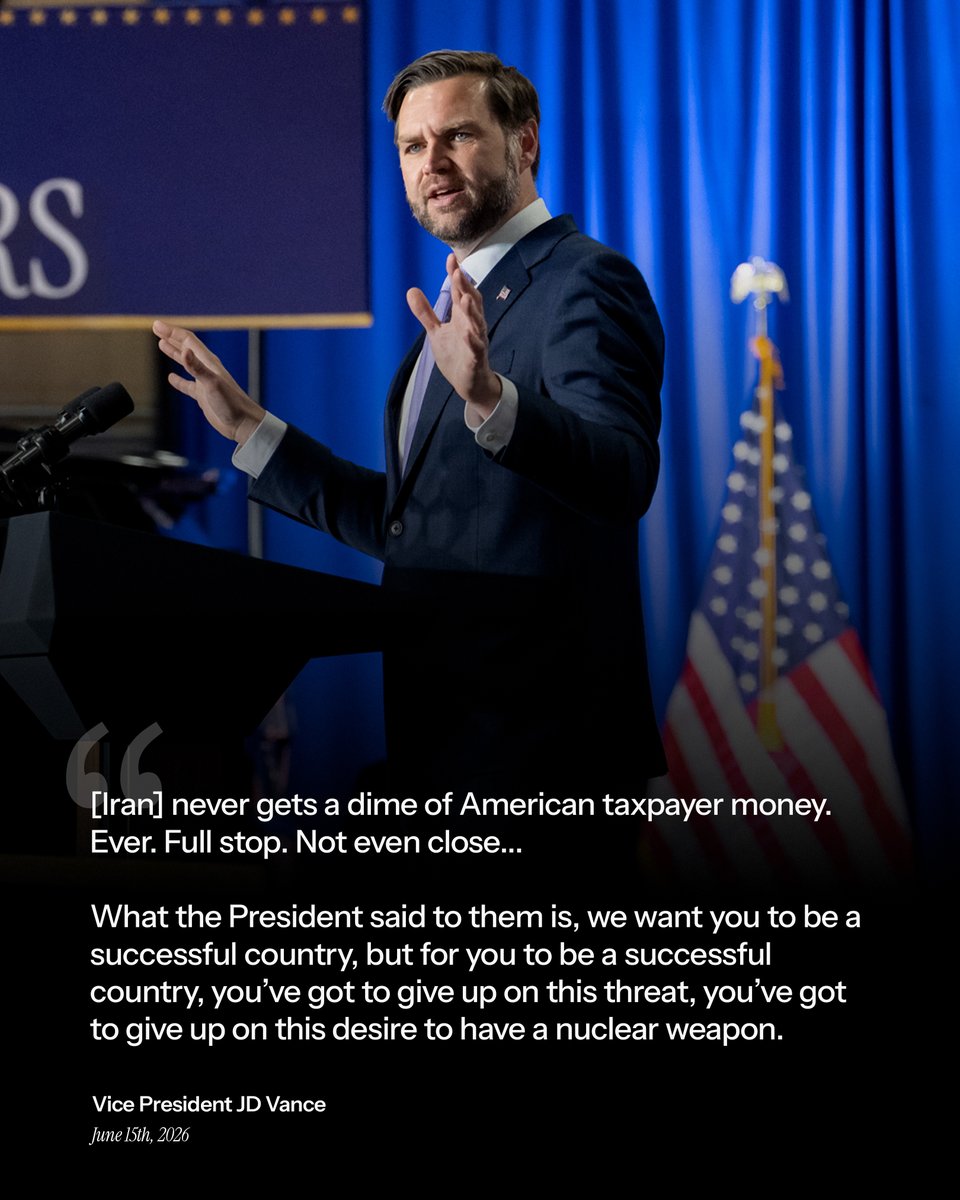 RS
“
[Iran] never gets a dime of American taxpayer money.
Ever. Full stop. Not even close...
What the President said to them is, we want you to be a
successful country, but for you to be a successful
country, you’ve got to give up on this threat, you’ve got
to give up on this desire to have a nuclear weapon.
Vice President JD Vance
June 15th, 2026